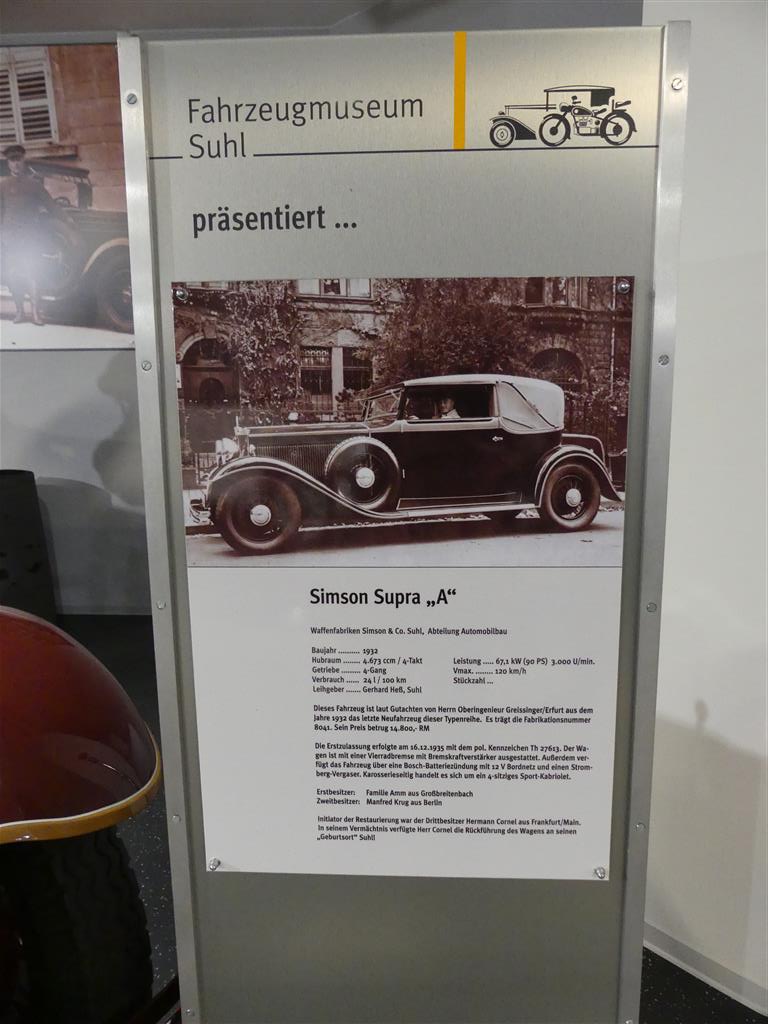 Fahrzeugmuseum
Suhl
präsentiert ...
Simson Supra „A“
Waffenfabriken Simson & Co. Suhl, Abteilung Automobilbau
Baujahr .......... 1932
Hubraum ........ 4.673 ccm / 4-Takt
Getriebe ......... 4-Gang
Verbrauch ...... 24 l / 100 km
Leihgeber ....... Gerhard Heß, Suhl
Leistung ..... 67,1 kW (90 PS) 3.000 U/min.
Vmax. ........ 120 km/h
Stückzahl ...
Dieses Fahrzeug ist laut Gutachten von Herrn Oberingenieur Greissinger/Erfurt aus dem
Jahre 1932 das letzte Neufahrzeug dieser Typenreihe. Es trägt die Fabrikationsnummer
8041. Sein Preis betrug 14.800,- RM
Die Erstzulassung erfolgte am 16.12.1935 mit dem pol. Kennzeichen Th 27613. Der Wa-
gen ist mit einer Vierradbremse mit Bremskraftverstärker ausgestattet. Außerdem ver-
fügt das Fahrzeug über eine Bosch-Batteriezündung mit 12 V Bordnetz und einen Strom-
berg-Vergaser. Karosserieseitig handelt es sich um ein 4-sitziges Sport-Kabriolet.
Erstbesitzer: Familie Amm aus Großbreitenbach
Zweitbesitzer: Manfred Krug aus Berlin
Initiator der Restaurierung war der Drittbesitzer Hermann Cornel aus Frankfurt/Main.
In seinem Vermächtnis verfügte Herr Cornel die Rückführung des Wagens an seinen
„Geburtsort“ Suhl!